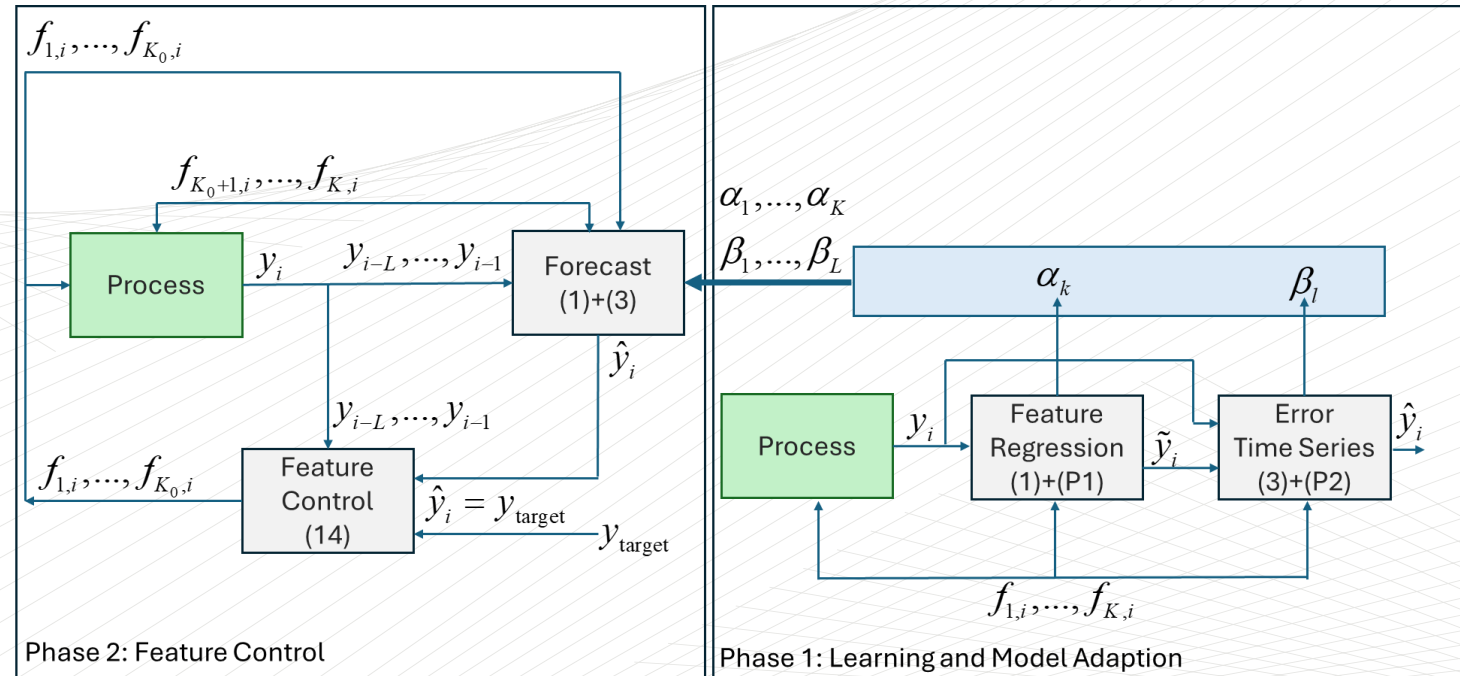 f_{1,i},...,f_{K_0,i}
f_{K_0+1,i},...,f_{K,i}
Process
y_i
y_{i-L},...,y_{i-1}
Forecast
(1)+(3)
ŷ_i
y_{i-L},...,y_{i-1}
f_{1,i},...,f_{K_0,i}
Feature
Control
(14)
ŷ_i = y_target
y_target
Phase 2: Feature Control
α_1,...,α_K
β_1,...,β_L
α_k
β_l
Process
y_i
Feature
Regression
(1)+(P1)
ỹ_i
Error
Time Series
(3)+(P2)
ŷ_i
f_{1,i},...,f_{K,i}
Phase 1: Learning and Model Adaption